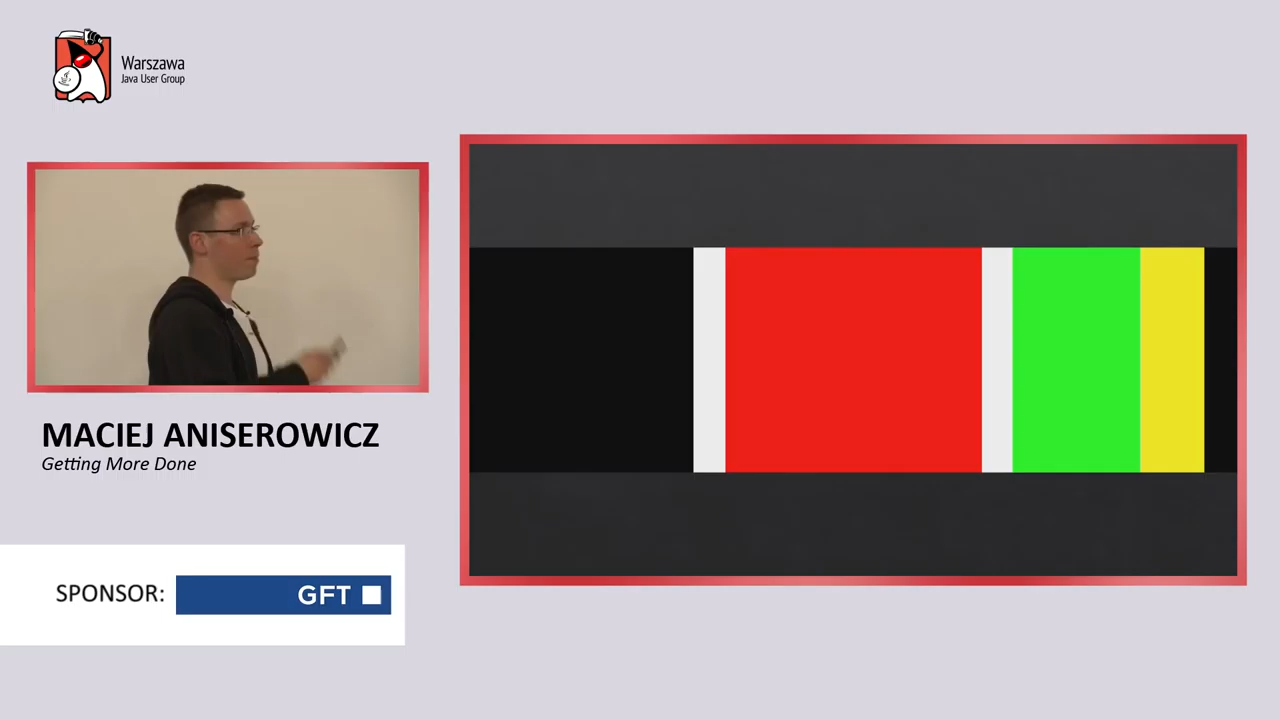 Warszawa
Java User Group
MACIEJ ANISEROWICZ
Getting More Done
SPONSOR:
GFT